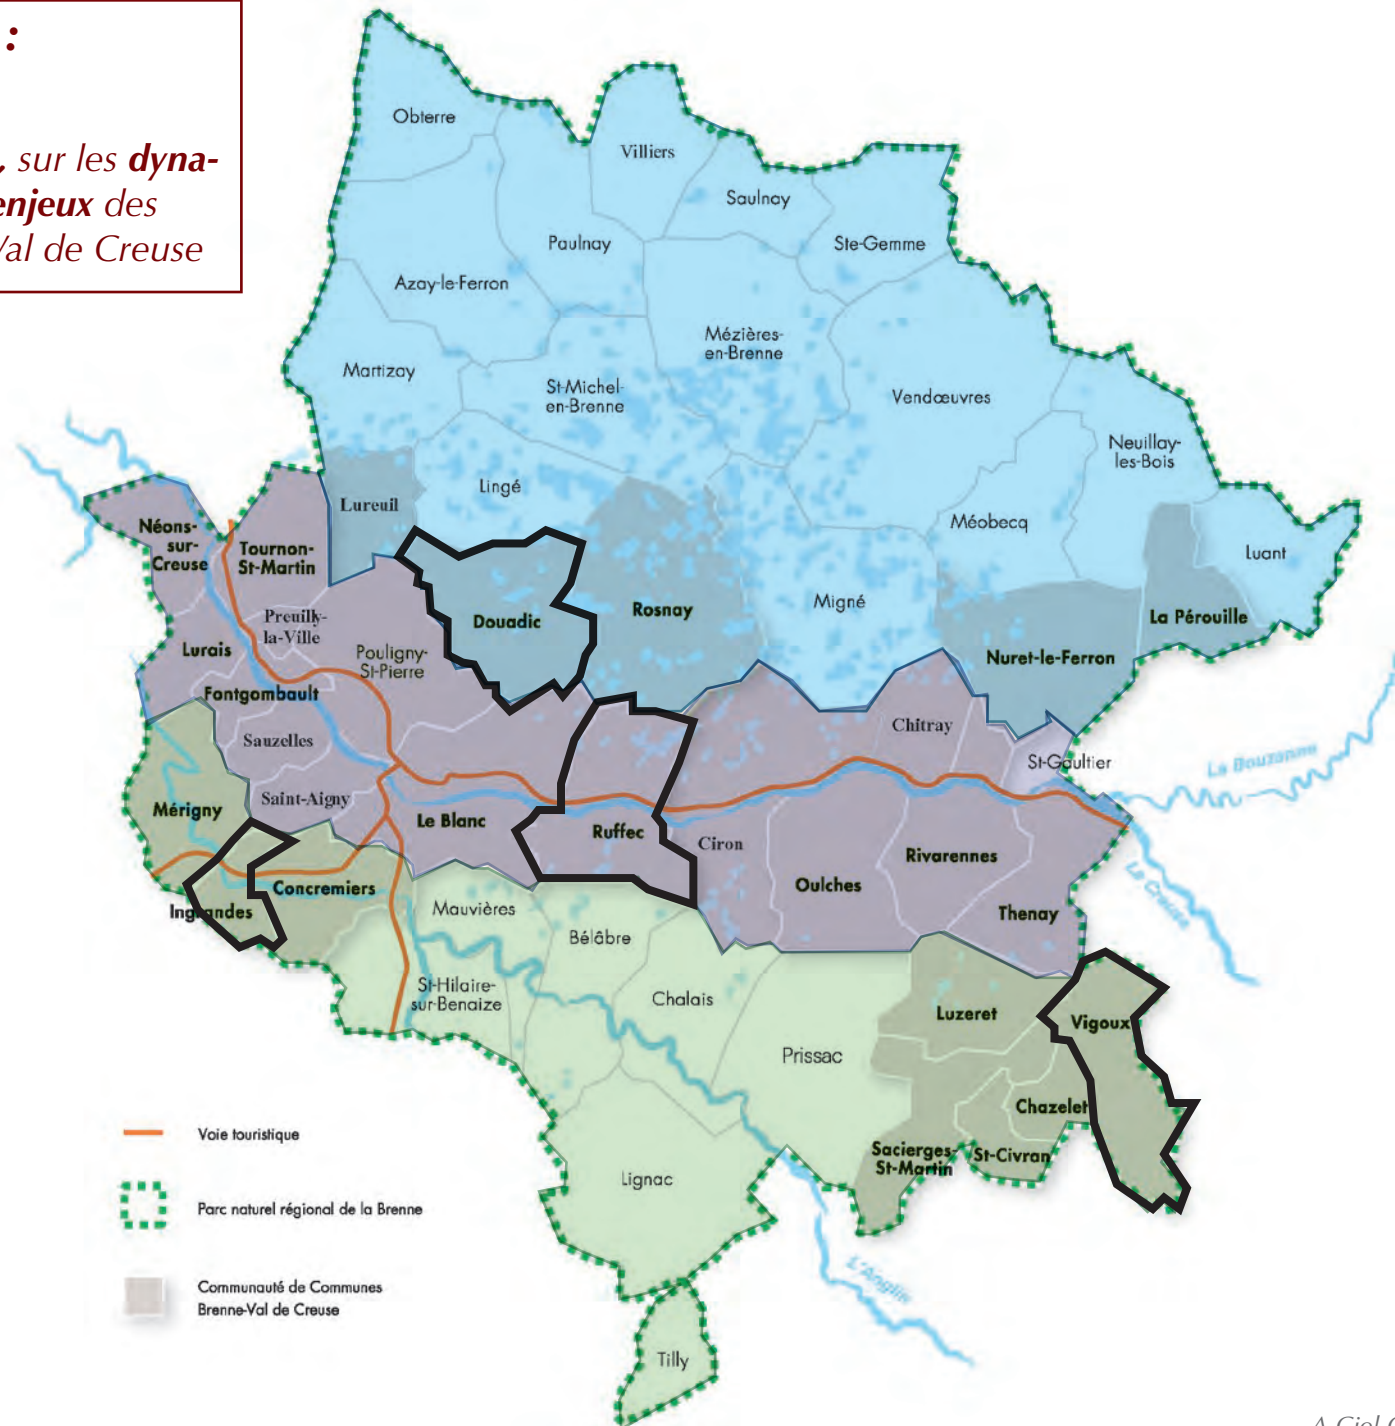 :
, sur les dyna-
enjeux des
Val de Creuse
Obterre
Villiers
Saulnay
Paulnay
Ste-Gemme
Azay-le-Ferron
Mézières-
en-Brenne
Martizay
St-Michel-
en-Brenne
Vendœuvres
Neuillay-
les-Bois
Lingé
Lureuil
Méobecq
Luant
Néons-
sur-
Creuse
Tournon-
St-Martin
Migné
Rosnay
Douadic
La Pérouille
Preuilly-
la-Ville
Lurais
Pouligny-
St-Pierre
Nuret-le-Ferron
Fontgombault
Chitray
Sauzelles
St-Gaultier
La Bouzanne
Saint-Aigny
Mérigny
Le Blanc
Ruffec
Ciron
Rivarennes
Oulches
La Creuse
Concremiers
Ingrandes
Mauvières
Thenay
Bélâbre
St-Hilaire-
sur-Benaize
Chalais
Luzeret
Vigoux
Prissac
Chazelet
Voie touristique
Sacierges-
St-Martin
St-Civran
Lignac
Parc naturel régional de la Brenne
L'Anglin
Communauté de Communes
Brenne-Val de Creuse
Tilly